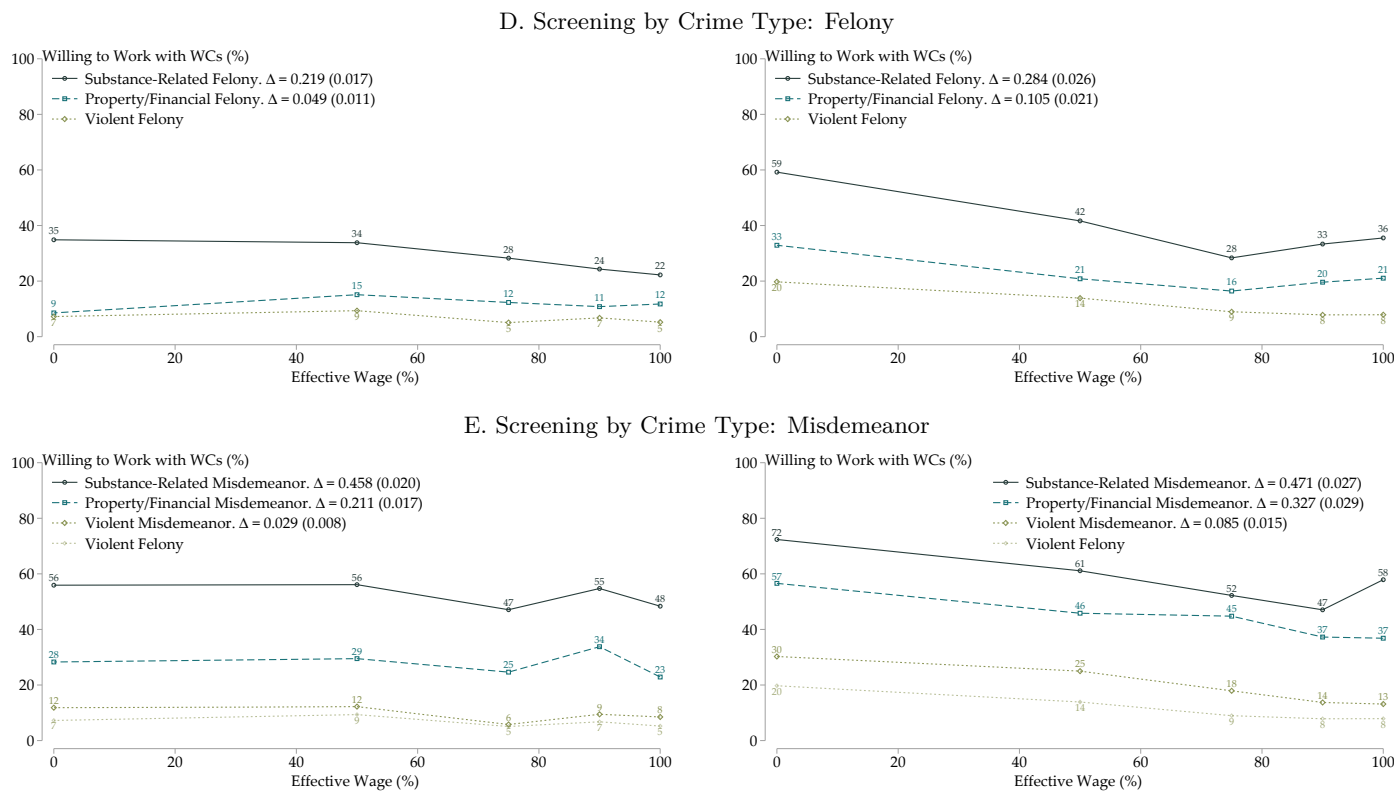 D. Screening by Crime Type: Felony
100 Willing to Work with WCs (%)
Substance-Related Felony. Δ = 0.219 (0.017)
Property/Financial Felony. Δ = 0.049 (0.011)
Violent Felony
80
60
40
20
0
35 34 28 24 22
9 15 12 11 12
7 9 5 7 5
0 20 40 60 80 100
Effective Wage (%)
100 Willing to Work with WCs (%)
Substance-Related Felony. Δ = 0.284 (0.026)
Property/Financial Felony. Δ = 0.105 (0.021)
Violent Felony
80
60
40
20
0
59 42 28 33 36
33 21 16 20 21
20 14 9 8 8
0 20 40 60 80 100
Effective Wage (%)
E. Screening by Crime Type: Misdemeanor
100 Willing to Work with WCs (%)
Substance-Related Misdemeanor. Δ = 0.458 (0.020)
Property/Financial Misdemeanor. Δ = 0.211 (0.017)
Violent Misdemeanor. Δ = 0.029 (0.008)
Violent Felony
80
60
40
20
0
56 56 47 55 48
28 29 25 34 23
12 12 6 9 8
7 9 5 7 5
0 20 40 60 80 100
Effective Wage (%)
100 Willing to Work with WCs (%)
Substance-Related Misdemeanor. Δ = 0.471 (0.027)
Property/Financial Misdemeanor. Δ = 0.327 (0.029)
Violent Misdemeanor. Δ = 0.085 (0.015)
Violent Felony
80
60
40
20
0
72 61 52 47 58
57 46 45 37 37
30 25 18 14 13
20 14 9 8 8
0 20 40 60 80 100
Effective Wage (%)